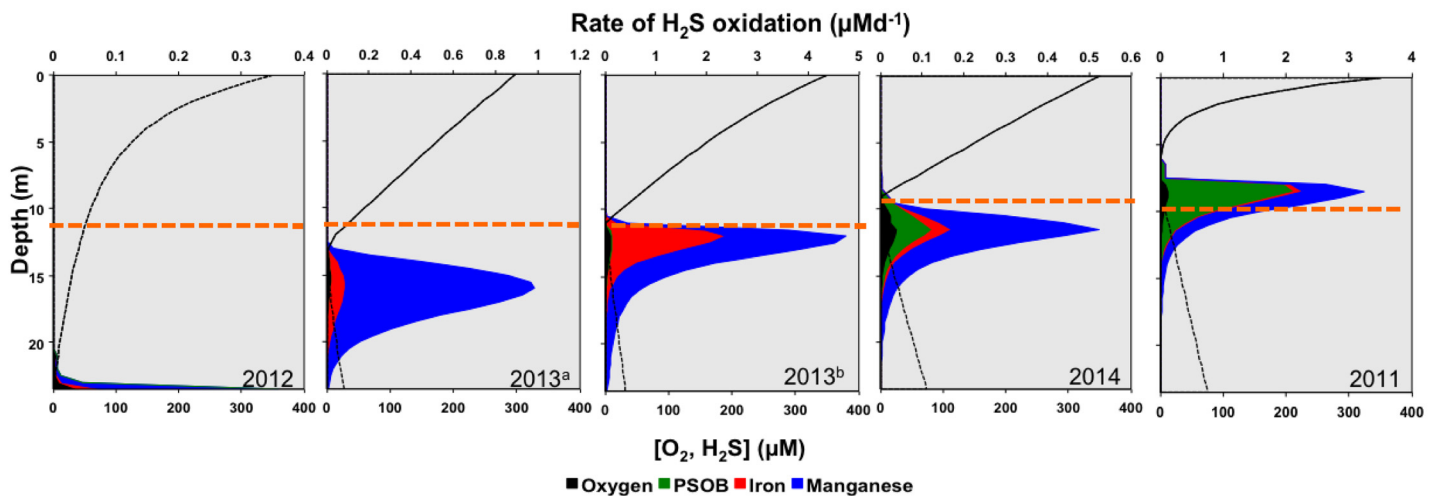 Rate of H₂S oxidation (µMd⁻¹)
0 0.1 0.2 0.3 0.4
0 0.2 0.4 0.6 0.8 1 1.2
0 1 2 3 4 5
0 0.1 0.2 0.3 0.4 0.5 0.6
0 1 2 3 4
Depth (m)
0
5
10
15
20
2012
2013ᵃ
2013ᵇ
2014
2011
0 100 200 300 400
0 100 200 300 400
0 100 200 300 400
0 100 200 300 400
0 100 200 300 400
[O₂, H₂S] (µM)
Oxygen PSOB Iron Manganese